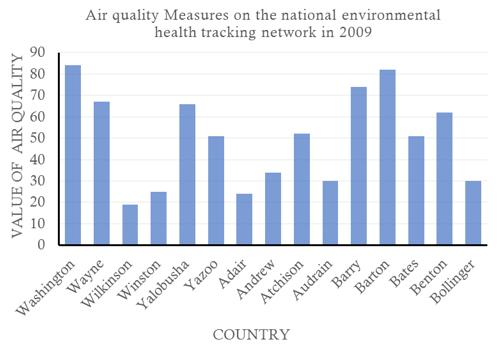 Air quality Measures on the national environmental
health tracking network in 2009
VALUE OF AIR QUALITY
90
80
70
60
50
40
30
20
10
0
Washington
Wayne
Wilkinson
Winston
Yalobusha
Yazoo
Adair
Andrew
Atchison
Audrain
Barry
Barton
Bates
Benton
Bollinger
COUNTRY